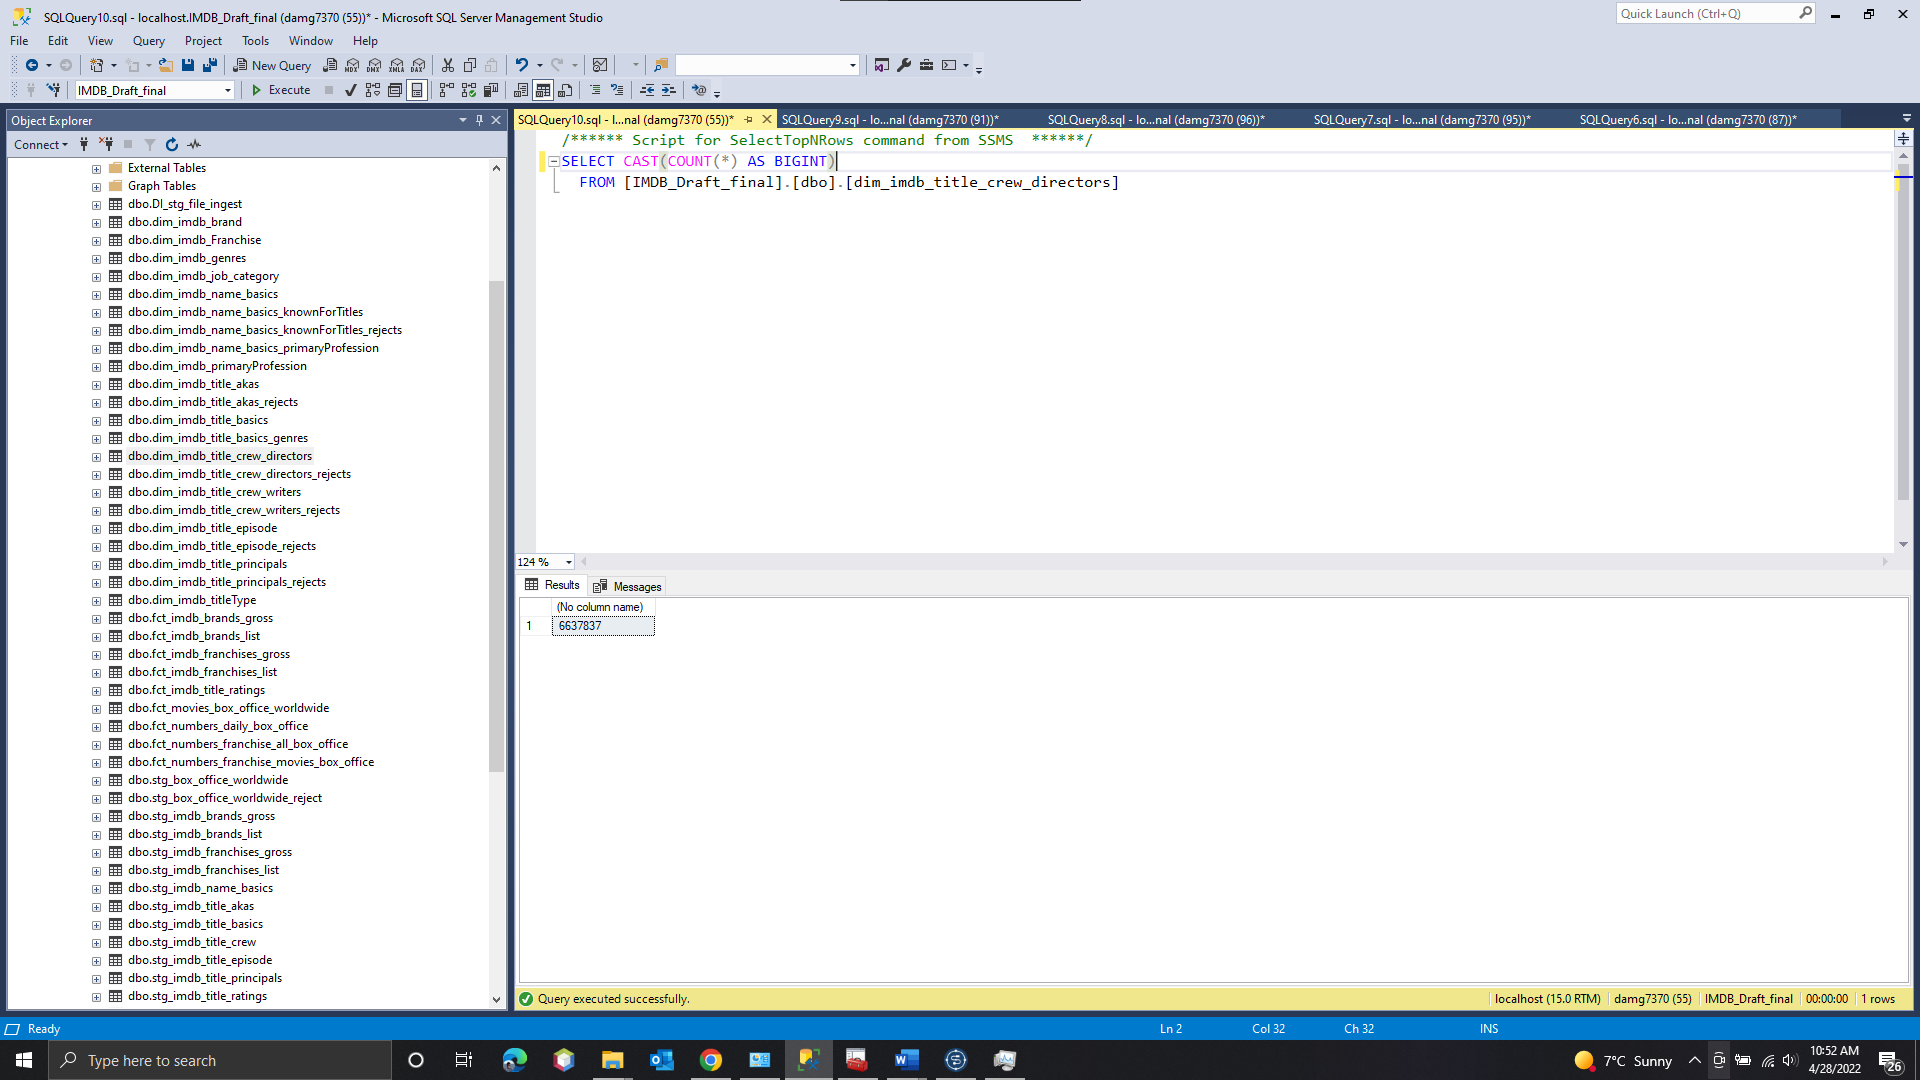 SQLQuery10.sql - localhost.IMDB_Draft_final (damg7370 (55))* - Microsoft SQL Server Management Studio
Quick Launch (Ctrl+Q)
File Edit View Query Project Tools Window Help
New Query
MDX DMX XMLA DAX
IMDB_Draft_final
Execute
Object Explorer
SQLQuery10.sql - l...nal (damg7370 (55))*
SQLQuery9.sql - lo...nal (damg7370 (91))*
SQLQuery8.sql - lo...nal (damg7370 (96))*
SQLQuery7.sql - lo...nal (damg7370 (95))*
SQLQuery6.sql - lo...nal (damg7370 (87))*
Connect
External Tables
Graph Tables
dbo.DI_stg_file_ingest
dbo.dim_imdb_brand
dbo.dim_imdb_Franchise
dbo.dim_imdb_genres
dbo.dim_imdb_job_category
dbo.dim_imdb_name_basics
dbo.dim_imdb_name_basics_knownForTitles
dbo.dim_imdb_name_basics_knownForTitles_rejects
dbo.dim_imdb_name_basics_primaryProfession
dbo.dim_imdb_primaryProfession
dbo.dim_imdb_title_akas
dbo.dim_imdb_title_akas_rejects
dbo.dim_imdb_title_basics
dbo.dim_imdb_title_basics_genres
dbo.dim_imdb_title_crew_directors
dbo.dim_imdb_title_crew_directors_rejects
dbo.dim_imdb_title_crew_writers
dbo.dim_imdb_title_crew_writers_rejects
dbo.dim_imdb_title_episode
dbo.dim_imdb_title_episode_rejects
dbo.dim_imdb_title_principals
dbo.dim_imdb_title_principals_rejects
dbo.dim_imdb_titleType
dbo.fct_imdb_brands_gross
dbo.fct_imdb_brands_list
dbo.fct_imdb_franchises_gross
dbo.fct_imdb_franchises_list
dbo.fct_imdb_title_ratings
dbo.fct_movies_box_office_worldwide
dbo.fct_numbers_daily_box_office
dbo.fct_numbers_franchise_all_box_office
dbo.fct_numbers_franchise_movies_box_office
dbo.stg_box_office_worldwide
dbo.stg_box_office_worldwide_reject
dbo.stg_imdb_brands_gross
dbo.stg_imdb_brands_list
dbo.stg_imdb_franchises_gross
dbo.stg_imdb_franchises_list
dbo.stg_imdb_name_basics
dbo.stg_imdb_title_akas
dbo.stg_imdb_title_basics
dbo.stg_imdb_title_crew
dbo.stg_imdb_title_episode
dbo.stg_imdb_title_principals
dbo.stg_imdb_title_ratings
/****** Script for SelectTopNRows command from SSMS  ******/
SELECT CAST(COUNT(*) AS BIGINT)
FROM [IMDB_Draft_final].[dbo].[dim_imdb_title_crew_directors]
124 %
Results Messages
(No column name)
1 6637837
Query executed successfully.
localhost (15.0 RTM) damg7370 (55) IMDB_Draft_final 00:00:00 1 rows
Ready
Ln 2 Col 32 Ch 32 INS
Type here to search
7°C Sunny
10:52 AM
4/28/2022
26